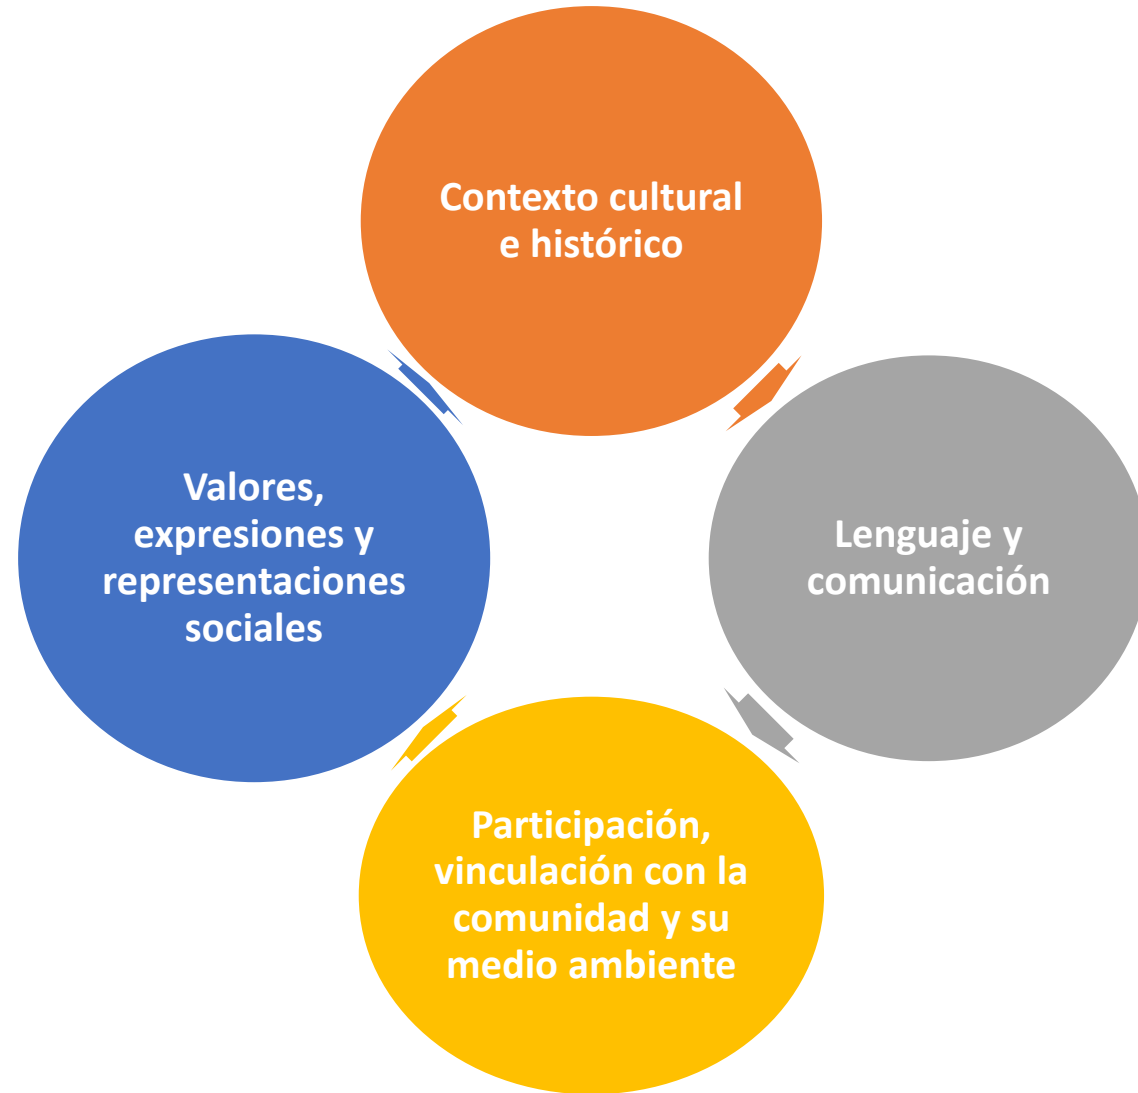 Contexto cultural
e histórico
Valores,
expresiones y
representaciones
sociales
Lenguaje y
comunicación
Participación,
vinculación con la
comunidad y su
medio ambiente